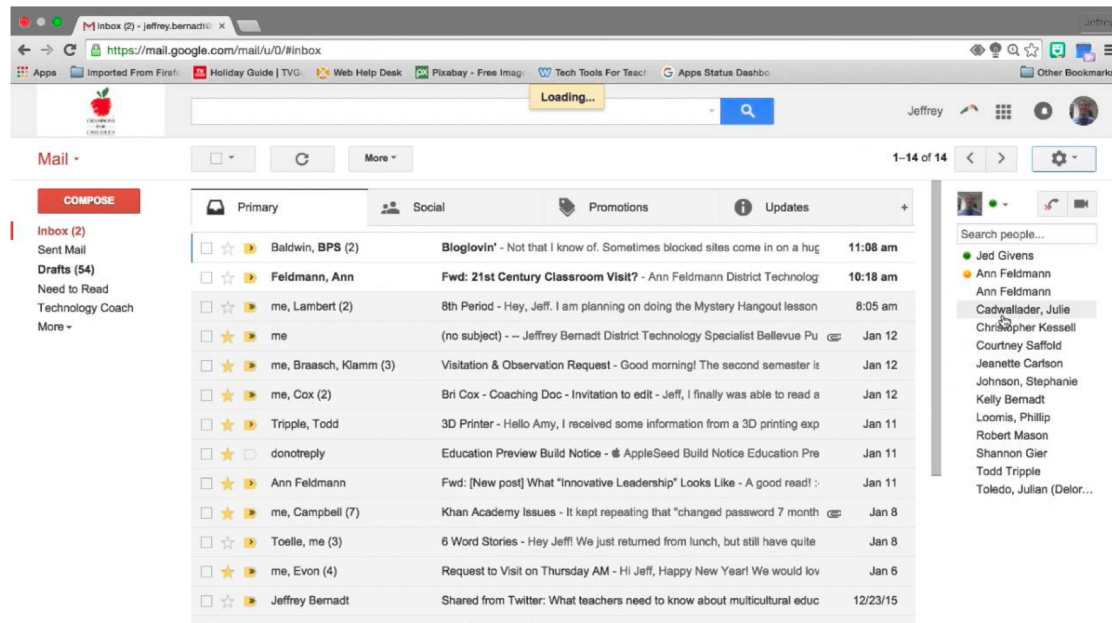 Jeffrey
Inbox (2) - jeffrey.bernadt@
https://mail.google.com/mail/u/0/#inbox
Apps Imported From Firefo Holiday Guide | TVG Web Help Desk Pixabay - Free Imag Tech Tools For Teach Apps Status Dashbo Other Bookmark
Loading...
CHAMPIONS
FOR
CHILDREN
Jeffrey
Mail
More
1–14 of 14
COMPOSE
Inbox (2)
Sent Mail
Drafts (54)
Need to Read
Technology Coach
More
Primary Social Promotions Updates +
Baldwin, BPS (2) Bloglovin' - Not that I know of. Sometimes blocked sites come in on a hug 11:08 am
Feldmann, Ann Fwd: 21st Century Classroom Visit? - Ann Feldmann District Technolog 10:18 am
me, Lambert (2) 8th Period - Hey, Jeff. I am planning on doing the Mystery Hangout lesson 8:05 am
me (no subject) - -- Jeffrey Bernadt District Technology Specialist Bellevue Pu Jan 12
me, Braasch, Klamm (3) Visitation & Observation Request - Good morning! The second semester is Jan 12
me, Cox (2) Bri Cox - Coaching Doc - Invitation to edit - Jeff, I finally was able to read a Jan 12
Tripple, Todd 3D Printer - Hello Amy, I received some information from a 3D printing exp Jan 11
donotreply Education Preview Build Notice - AppleSeed Build Notice Education Pre Jan 11
Ann Feldmann Fwd: [New post] What "Innovative Leadership" Looks Like - A good read! :- Jan 11
me, Campbell (7) Khan Academy Issues - It kept repeating that "changed password 7 month Jan 8
Toelle, me (3) 6 Word Stories - Hey Jeff! We just returned from lunch, but still have quite Jan 8
me, Evon (4) Request to Visit on Thursday AM - Hi Jeff, Happy New Year! We would lov Jan 6
Jeffrey Bernadt Shared from Twitter: What teachers need to know about multicultural educ 12/23/15
Search people...
Jed Givens
Ann Feldmann
Ann Feldmann
Cadwallader, Julie
Christopher Kessell
Courtney Saffold
Jeanette Carlson
Johnson, Stephanie
Kelly Bernadt
Loomis, Phillip
Robert Mason
Shannon Gier
Todd Tripple
Toledo, Julian (Delor...